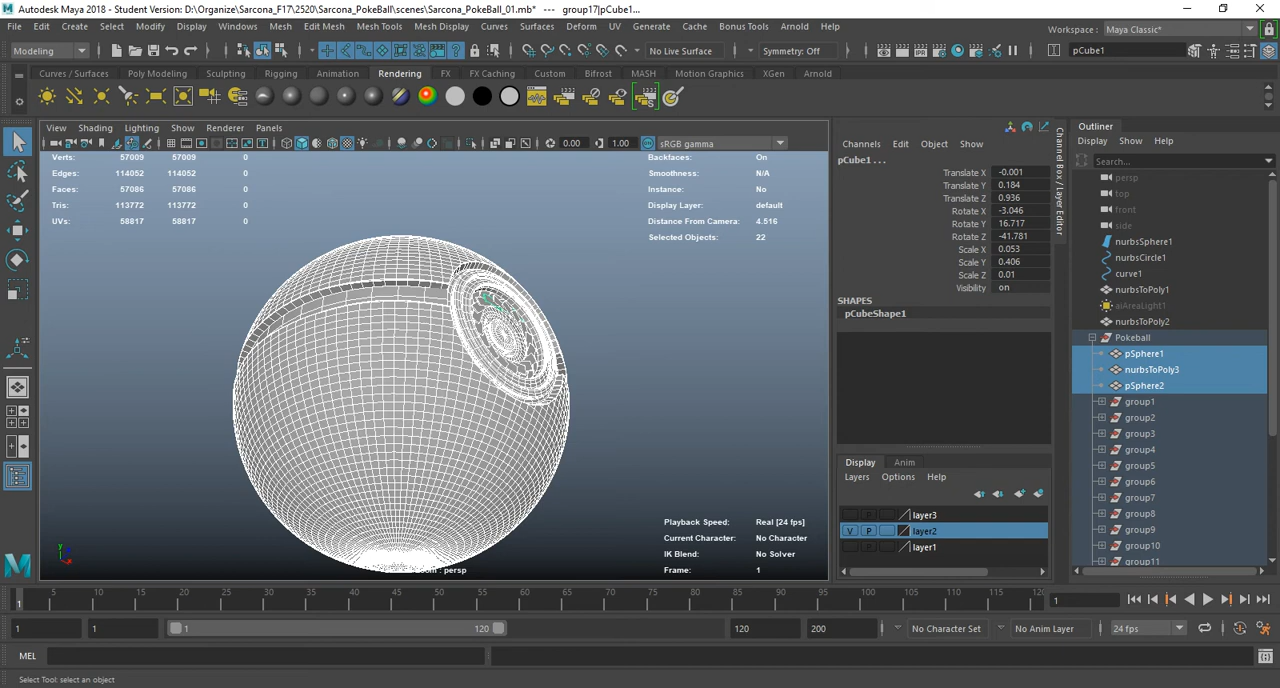 Autodesk Maya 2018 - Student Version: D:\Organize\Sarcona_F17\2520\Sarcona_PokeBall\scenes\Sarcona_PokeBall_01.mb* --- group17|pCube1...
File Edit Create Select Modify Display Windows Mesh Edit Mesh Mesh Tools Mesh Display Curves Surfaces Deform UV Generate Cache Bonus Tools Arnold Help
Workspace: Maya Classic*
Modeling No Live Surface Symmetry: Off pCube1
Curves / Surfaces Poly Modeling Sculpting Rigging Animation Rendering FX FX Caching Custom Bifrost MASH Motion Graphics XGen Arnold
View Shading Lighting Show Renderer Panels
0.00 1.00 sRGB gamma
Verts: 57009 57009 0
Edges: 114052 114052 0
Faces: 57086 57086 0
Tris: 113772 113772 0
UVs: 58817 58817 0
Backfaces: On
Smoothness: N/A
Instance: No
Display Layer: default
Distance From Camera: 4.516
Selected Objects: 22
Playback Speed: Real [24 fps]
Current Character: No Character
IK Blend: No Solver
Frame: 1
persp
Channels Edit Object Show
pCube1 ...
Translate X -0.001
Translate Y 0.184
Translate Z 0.936
Rotate X -3.046
Rotate Y 16.717
Rotate Z -41.781
Scale X 0.053
Scale Y 0.406
Scale Z 0.01
Visibility on
SHAPES
pCubeShape1
Display Anim
Layers Options Help
layer3
V P layer2
layer1
Channel Box / Layer Editor
Outliner
Display Show Help
Search...
persp
top
front
side
nurbsSphere1
nurbsCircle1
curve1
nurbsToPoly1
aiAreaLight1
nurbsToPoly2
Pokeball
pSphere1
nurbsToPoly3
pSphere2
group1
group2
group3
group4
group5
group6
group7
group8
group9
group10
group11
1 5 10 15 20 25 30 35 40 45 50 55 60 65 70 75 80 85 90 95 100 105 110 115 120 1
1 1 1 120 120 200 No Character Set No Anim Layer 24 fps
MEL
Select Tool: select an object